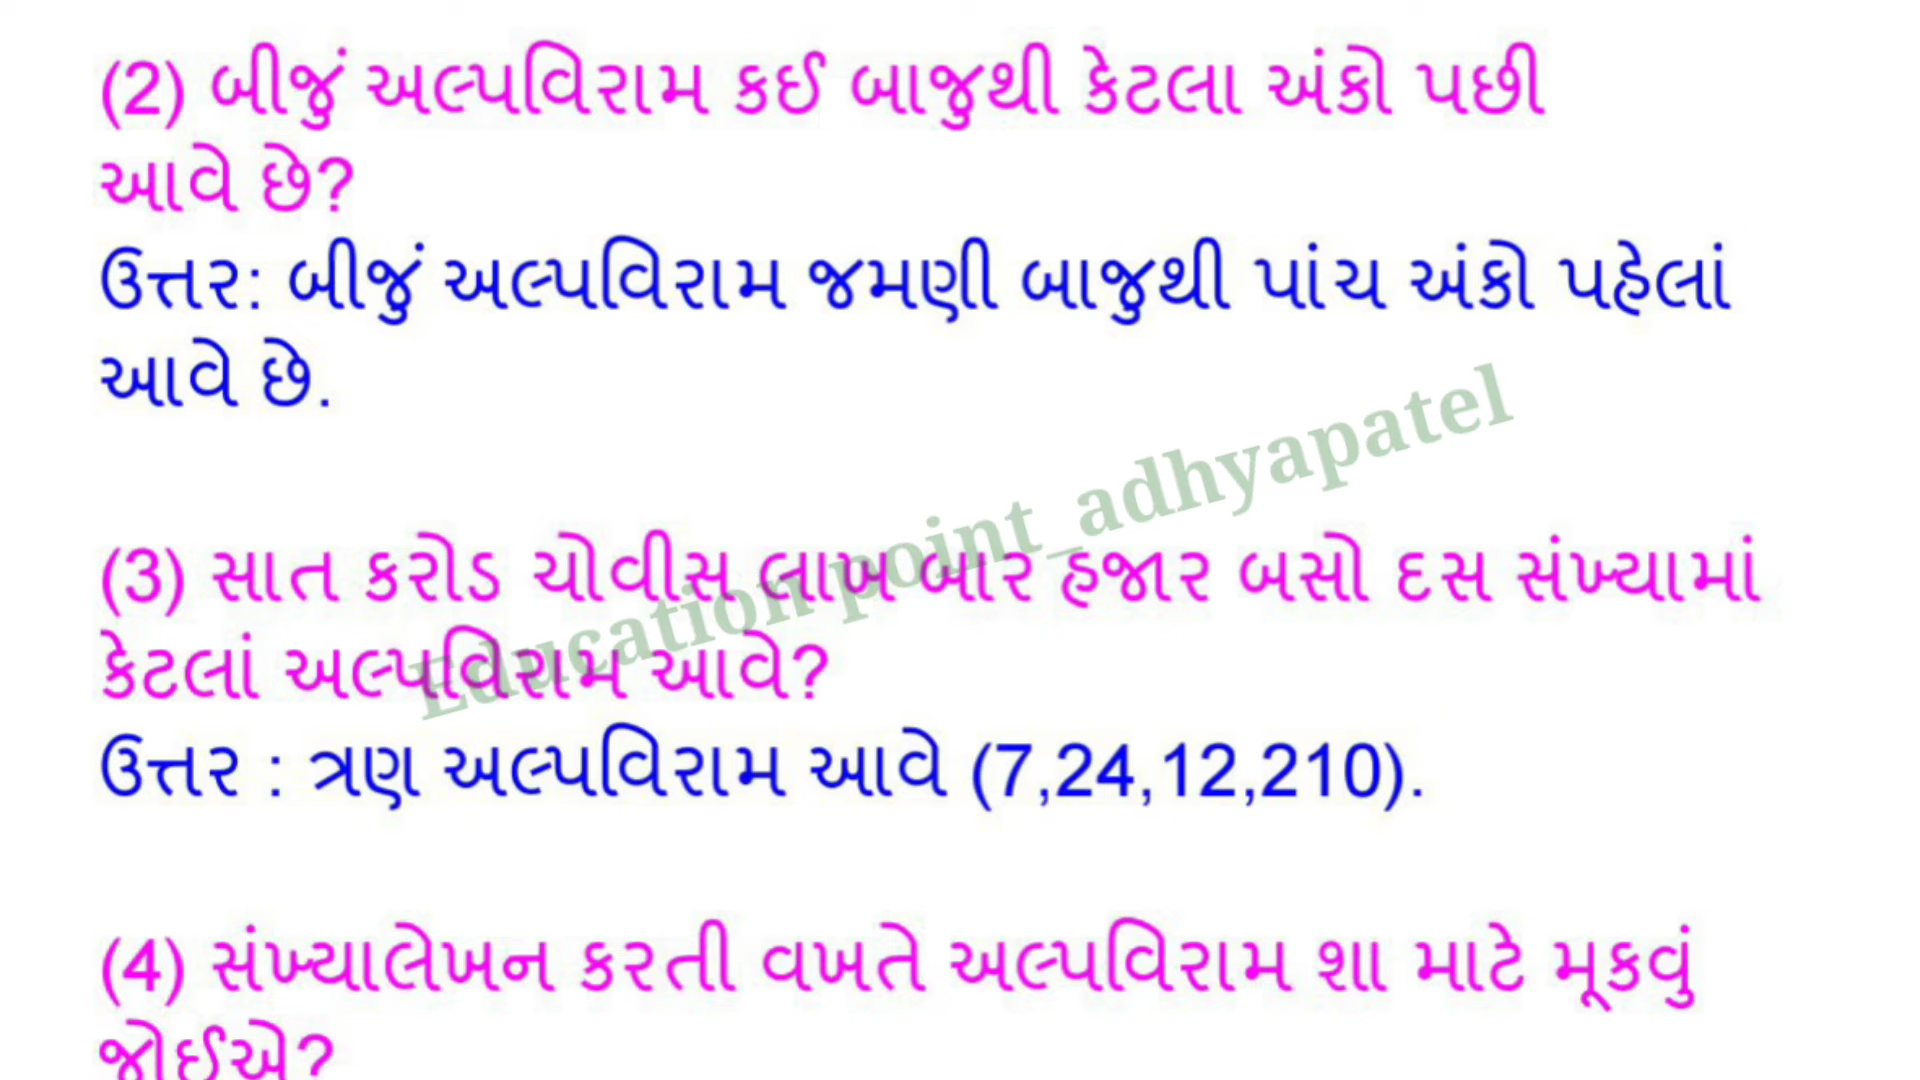 (2) બીજું અલ્પવિરામ કઈ બાજુથી કેટલા અંકો પછી
આવે છે?
ઉત્તર: બીજું અલ્પવિરામ જમણી બાજુથી પાંચ અંકો પહેલાં
આવે છે.
Education point_adhyapatel
(3) સાત કરોડ ચોવીસ લાખ બાર હજાર બસો દસ સંખ્યામાં
કેટલાં અલ્પવિરામ આવે?
ઉત્તર : ત્રણ અલ્પવિરામ આવે (7,24,12,210).
(4) સંખ્યાલેખન કરતી વખતે અલ્પવિરામ શા માટે મૂકવું
જોઈએ?